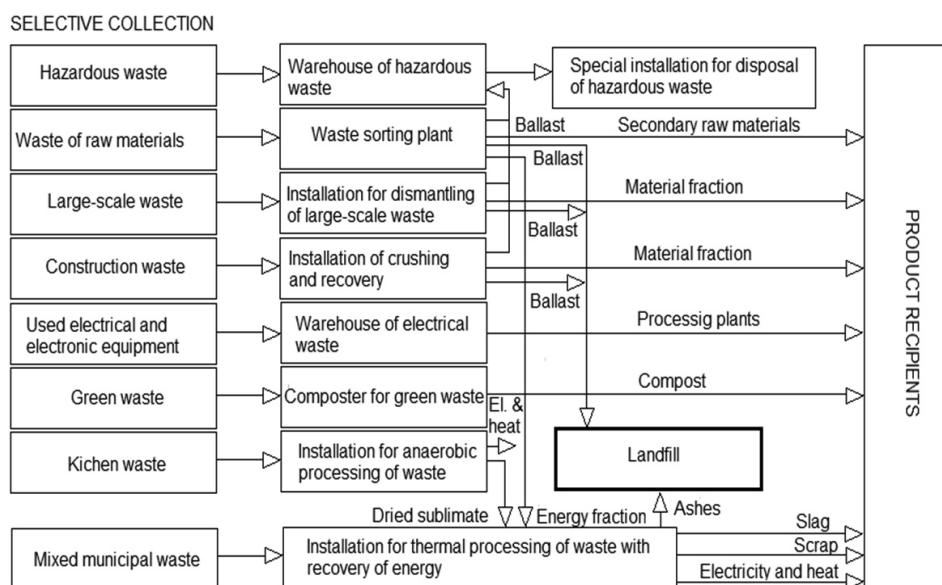 SELECTIVE COLLECTION
Hazardous waste
Warehouse of hazardous
waste
Special installation for disposal
of hazardous waste
Waste of raw materials
Waste sorting plant
Ballast
Secondary raw materials
Ballast
Large-scale waste
Installation for dismantling
of large-scale waste
Material fraction
Ballast
Construction waste
Installation of crushing
and recovery
Material fraction
Ballast
Used electrical and
electronic equipment
Warehouse of electrical
waste
Processig plants
Green waste
Composter for green waste
Compost
El. &
heat
Kichen waste
Installation for anaerobic
processing of waste
Landfill
Dried sublimate
Energy fraction
Ashes
Mixed municipal waste
Installation for thermal processing of waste with
recovery of energy
Slag
Scrap
Electricity and heat
PRODUCT RECIPIENTS